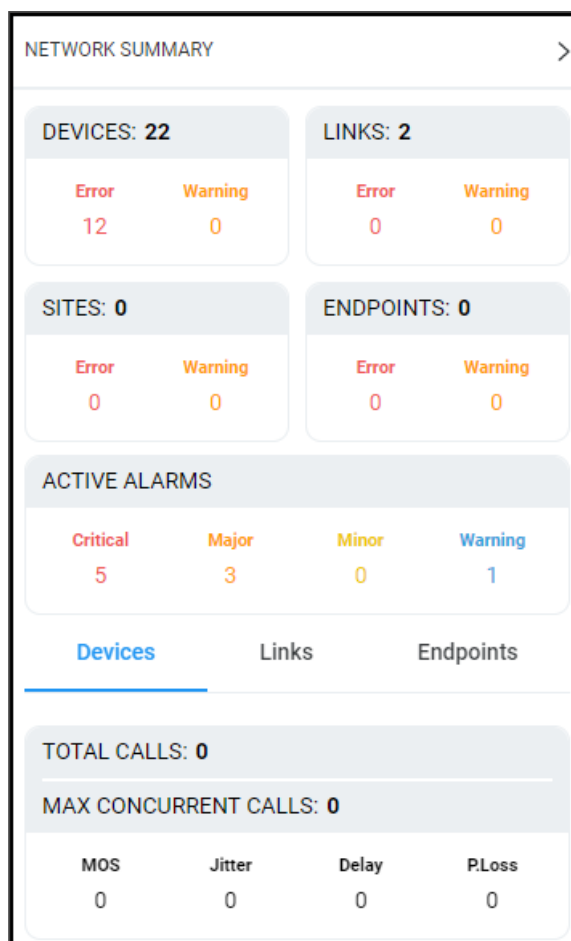 NETWORK SUMMARY
DEVICES: 22
Error Warning
12 0
LINKS: 2
Error Warning
0 0
SITES: 0
Error Warning
0 0
ENDPOINTS: 0
Error Warning
0 0
ACTIVE ALARMS
Critical Major Minor Warning
5 3 0 1
Devices Links Endpoints
TOTAL CALLS: 0
MAX CONCURRENT CALLS: 0
MOS Jitter Delay P.Loss
0 0 0 0